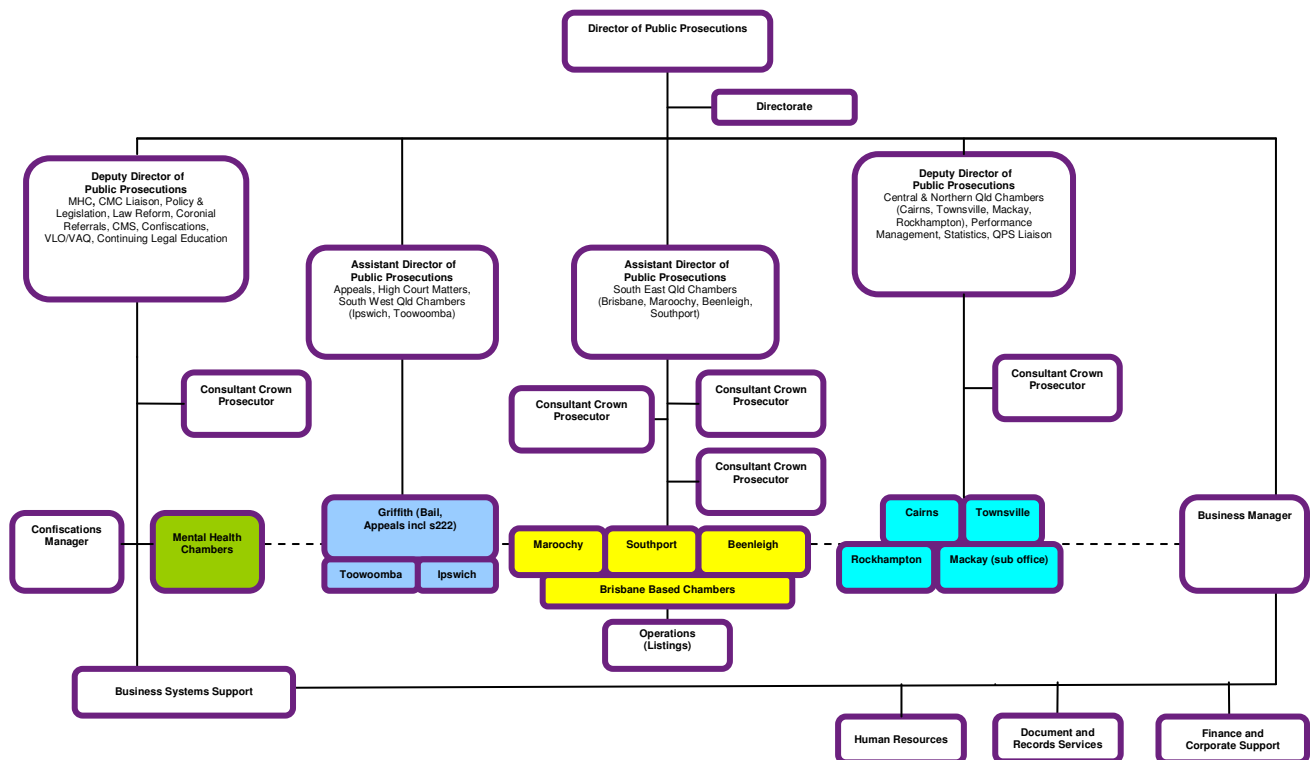 Director of Public Prosecutions
Directorate
Deputy Director of
Public Prosecutions
MHC, CMC Liaison, Policy &
Legislation, Law Reform, Coronial
Referrals, CMS, Confiscations,
VLO/VAQ, Continuing Legal Education
Assistant Director of
Public Prosecutions
Appeals, High Court Matters,
South West Qld Chambers
(Ipswich, Toowoomba)
Assistant Director of
Public Prosecutions
South East Qld Chambers
(Brisbane, Maroochy, Beenleigh,
Southport)
Deputy Director of
Public Prosecutions
Central & Northern Qld Chambers
(Cairns, Townsville, Mackay,
Rockhampton), Performance
Management, Statistics, QPS Liaison
Consultant Crown
Prosecutor
Consultant Crown
Prosecutor
Consultant Crown
Prosecutor
Consultant Crown
Prosecutor
Consultant Crown
Prosecutor
Confiscations
Manager
Mental Health
Chambers
Griffith (Bail,
Appeals incl s222)
Toowoomba
Ipswich
Maroochy
Southport
Beenleigh
Brisbane Based Chambers
Operations
(Listings)
Cairns
Townsville
Rockhampton
Mackay (sub office)
Business Manager
Business Systems Support
Human Resources
Document and
Records Services
Finance and
Corporate Support